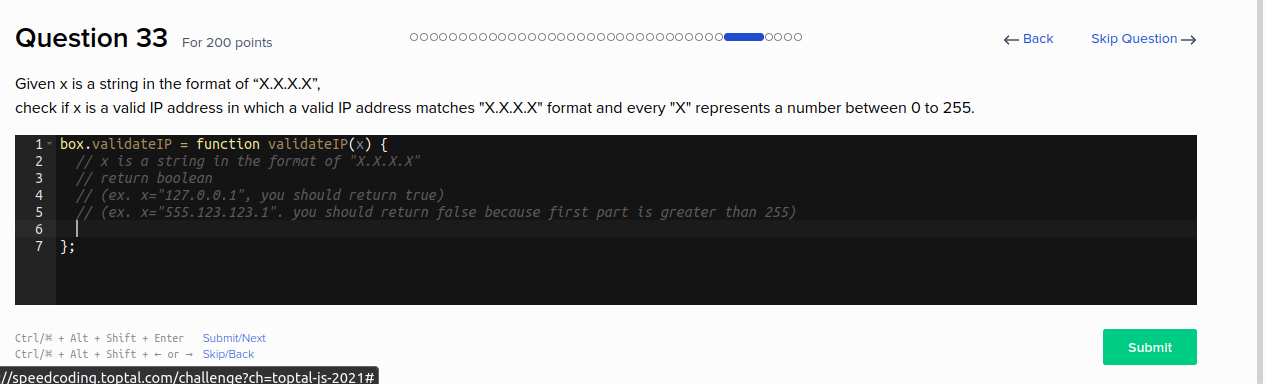 Question 33 For 200 points
← Back Skip Question →
Given x is a string in the format of “X.X.X.X”,
check if x is a valid IP address in which a valid IP address matches "X.X.X.X" format and every "X" represents a number between 0 to 255.
1 box.validateIP = function validateIP(x) {
2 // x is a string in the format of "X.X.X.X"
3 // return boolean
4 // (ex. x="127.0.0.1", you should return true)
5 // (ex. x="555.123.123.1". you should return false because first part is greater than 255)
6
7 };
Ctrl/⌘ + Alt + Shift + Enter Submit/Next
Ctrl/⌘ + Alt + Shift + ← or → Skip/Back
Submit
//speedcoding.toptal.com/challenge?ch=toptal-js-2021#